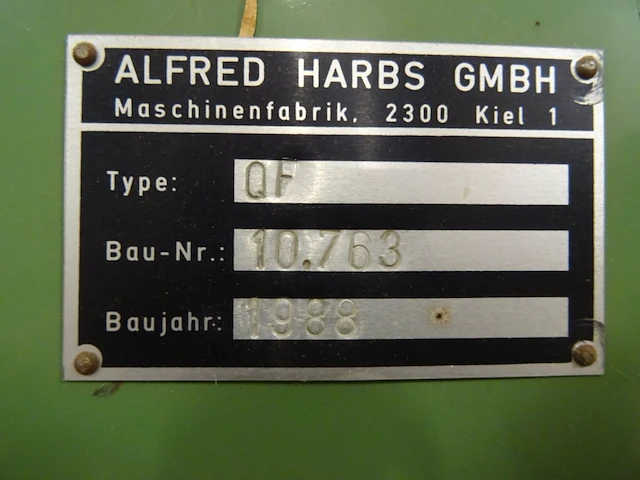 ALFRED HARBS GMBH
Maschinenfabrik. 2300 Kiel 1
Type: QF
Bau-Nr.: 10.763
Baujahr: 1988